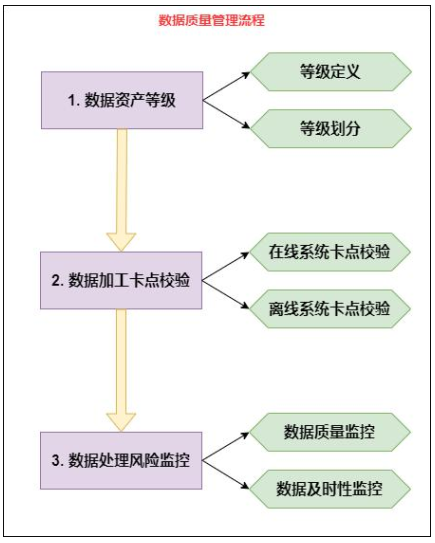 数据质量管理流程
1. 数据资产等级
等级定义
等级划分
2. 数据加工卡点校验
在线系统卡点校验
离线系统卡点校验
3. 数据处理风险监控
数据质量监控
数据及时性监控